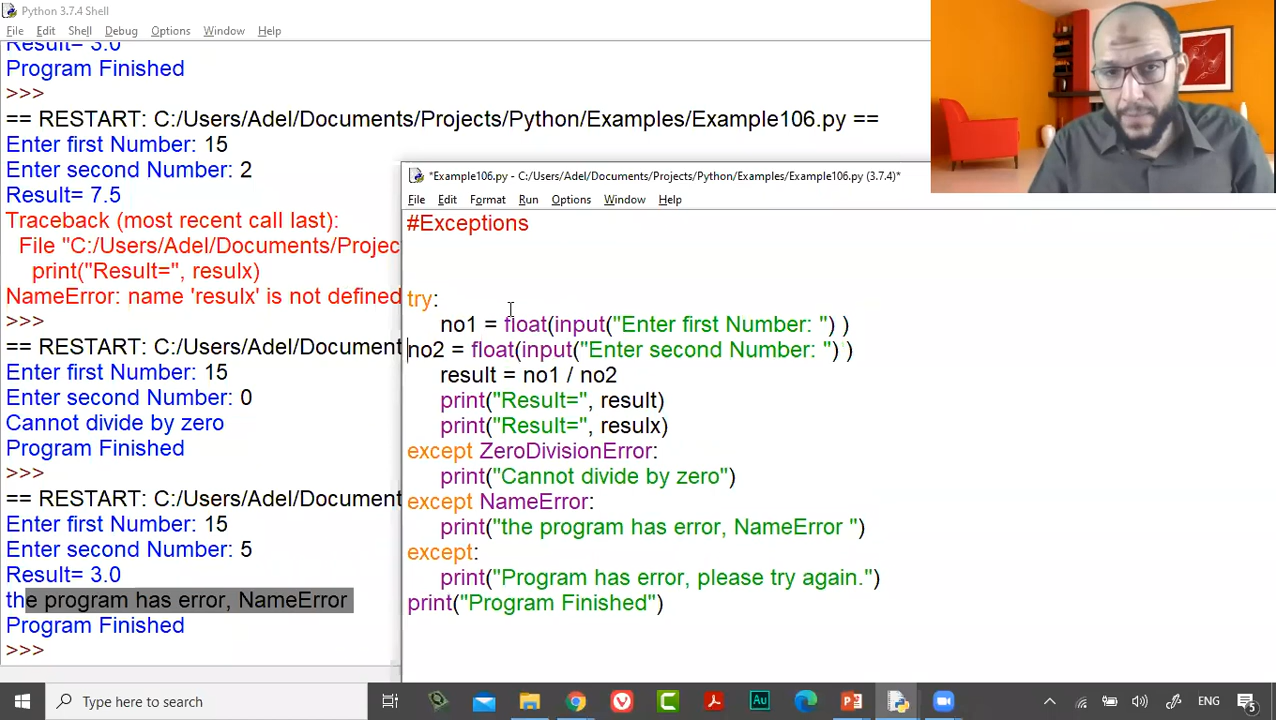 Python 3.7.4 Shell
File Edit Shell Debug Options Window Help
Result= 3.0
Program Finished
>>>
== RESTART: C:/Users/Adel/Documents/Projects/Python/Examples/Example106.py ==
Enter first Number: 15
Enter second Number: 2
Result= 7.5
Traceback (most recent call last):
File "C:/Users/Adel/Documents/Projec
print("Result=", resulx)
NameError: name 'resulx' is not defined
>>>
== RESTART: C:/Users/Adel/Document
Enter first Number: 15
Enter second Number: 0
Cannot divide by zero
Program Finished
>>>
== RESTART: C:/Users/Adel/Document
Enter first Number: 15
Enter second Number: 5
Result= 3.0
the program has error, NameError
Program Finished
>>>
*Example106.py - C:/Users/Adel/Documents/Projects/Python/Examples/Example106.py (3.7.4)*
File Edit Format Run Options Window Help
#Exceptions
try:
no1 = float(input("Enter first Number: ") )
no2 = float(input("Enter second Number: ") )
result = no1 / no2
print("Result=", result)
print("Result=", resulx)
except ZeroDivisionError:
print("Cannot divide by zero")
except NameError:
print("the program has error, NameError ")
except:
print("Program has error, please try again.")
print("Program Finished")
Type here to search
Au
ENG
5